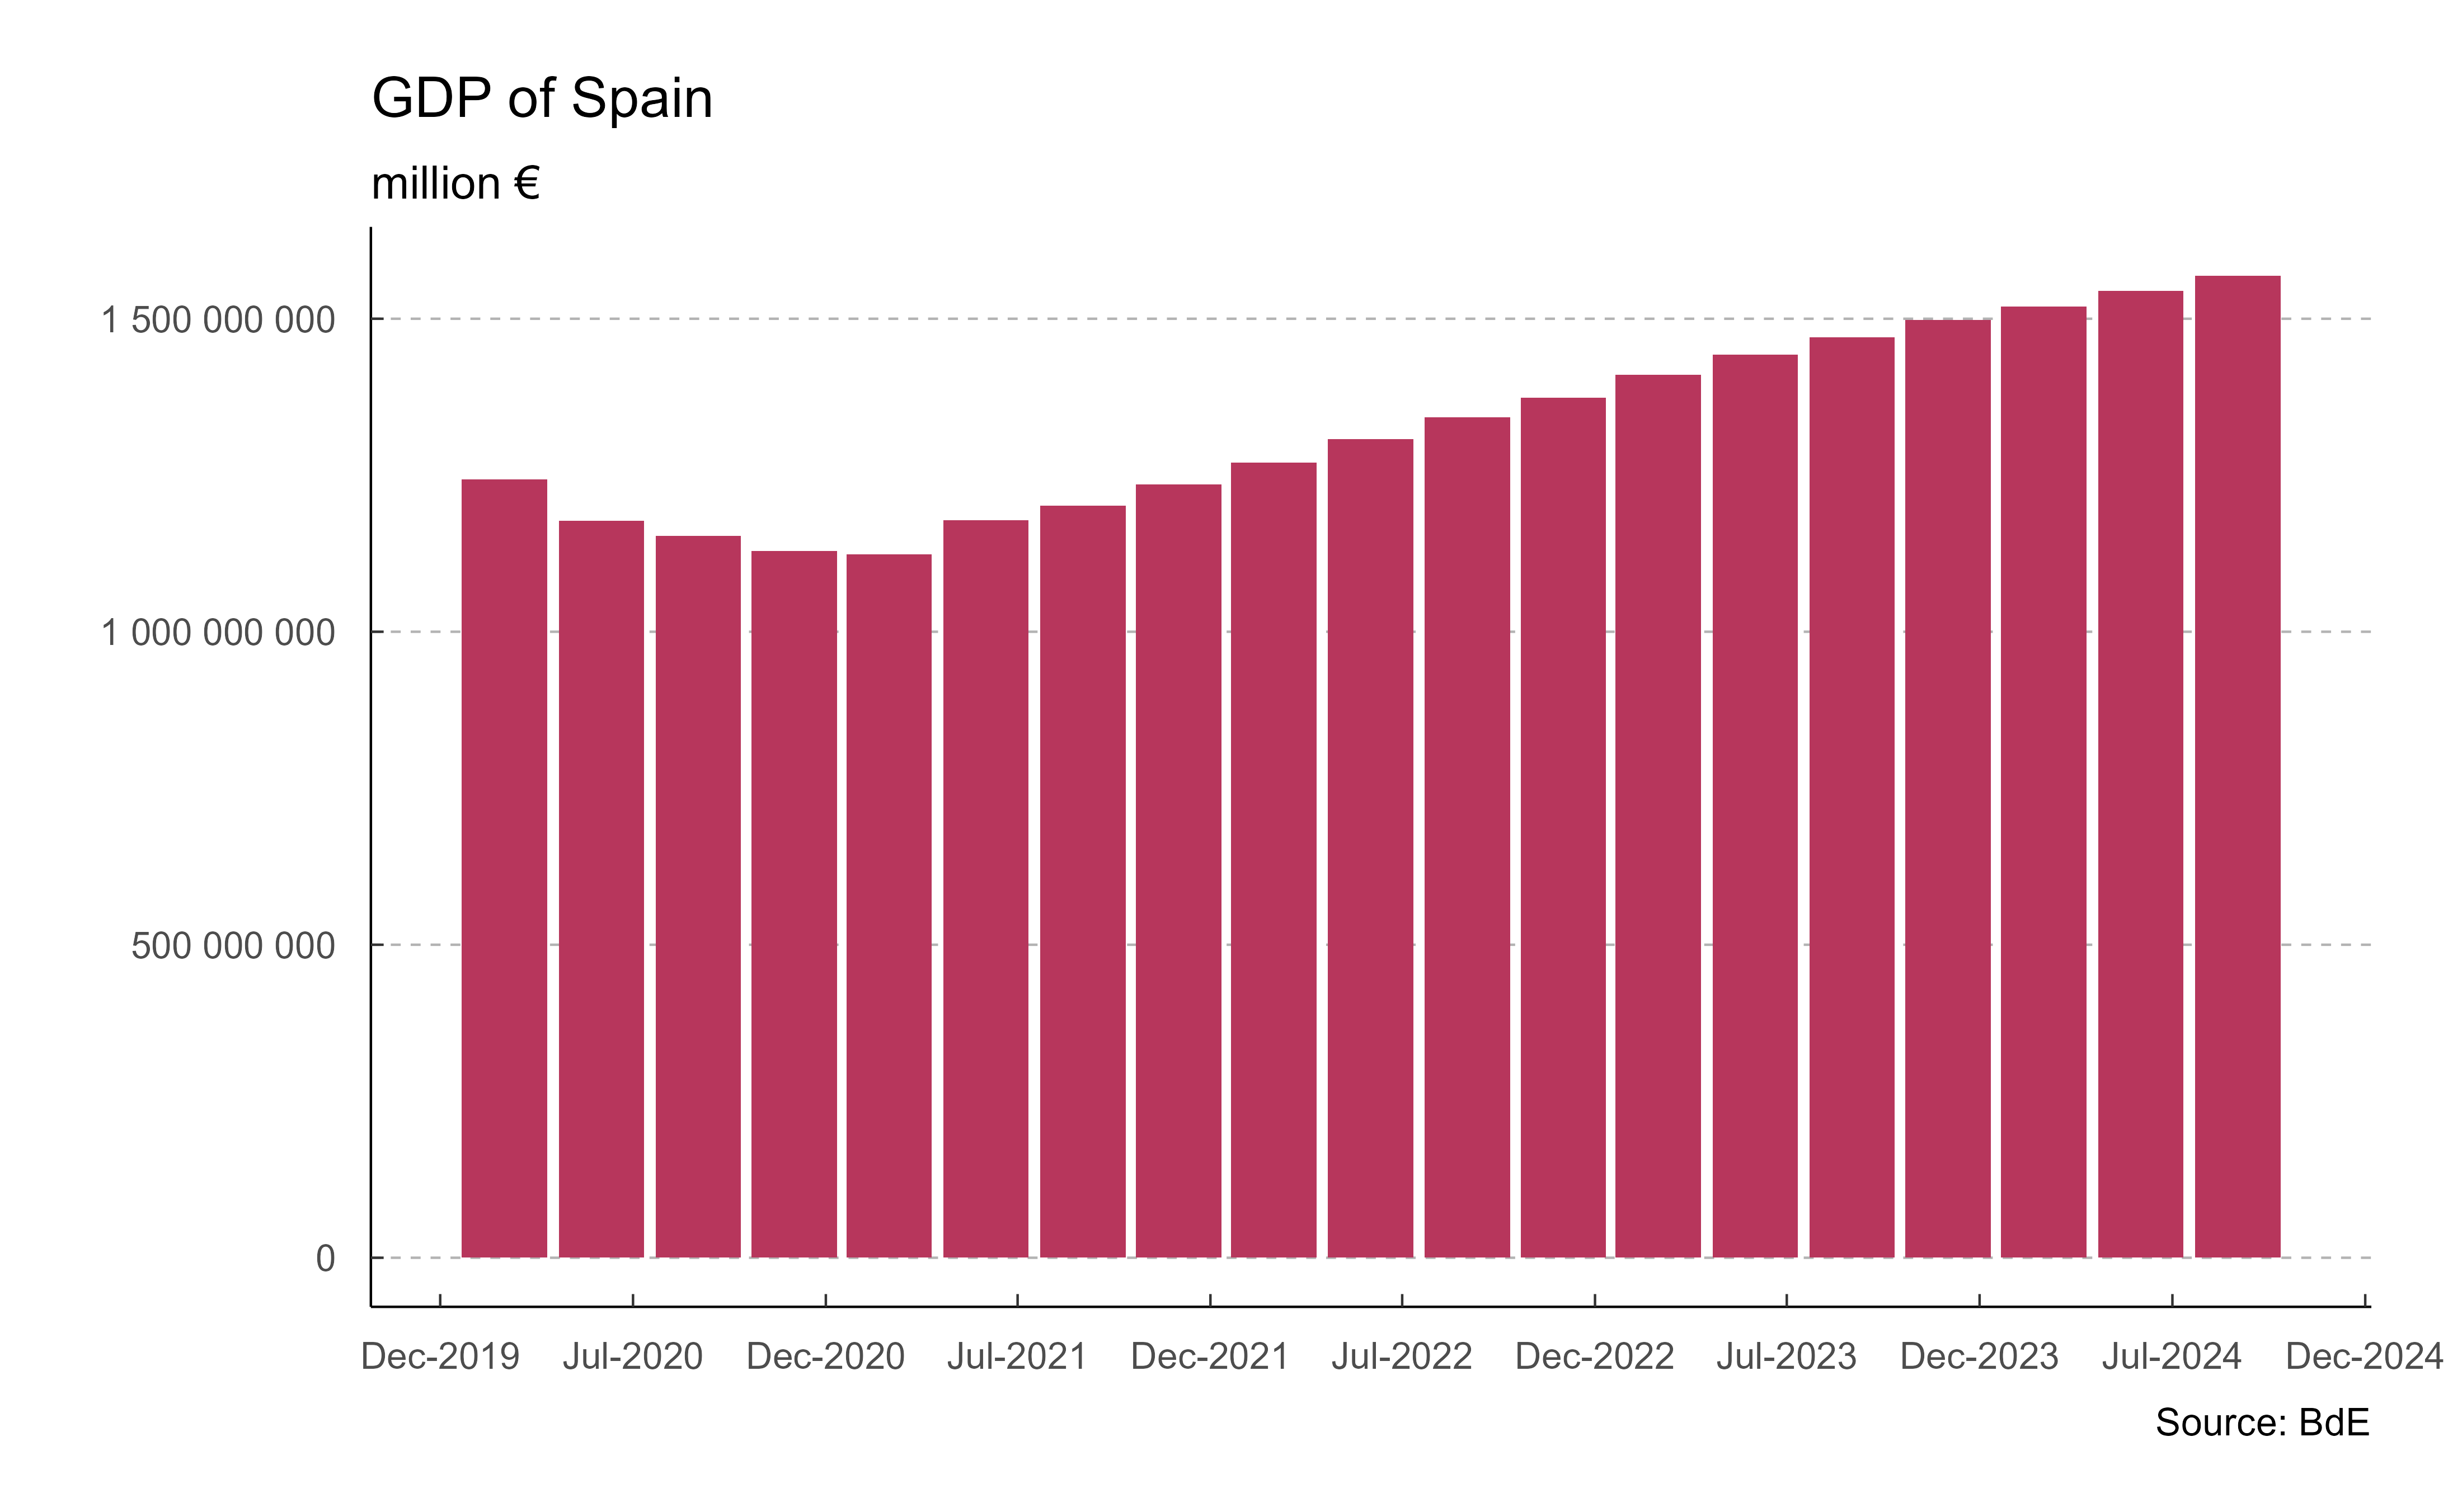 GDP of Spain
million €
1 500 000 000
1 000 000 000
500 000 000
0
Dec-2019 Jul-2020 Dec-2020 Jul-2021 Dec-2021 Jul-2022 Dec-2022 Jul-2023 Dec-2023 Jul-2024 Dec-2024
Source: BdE